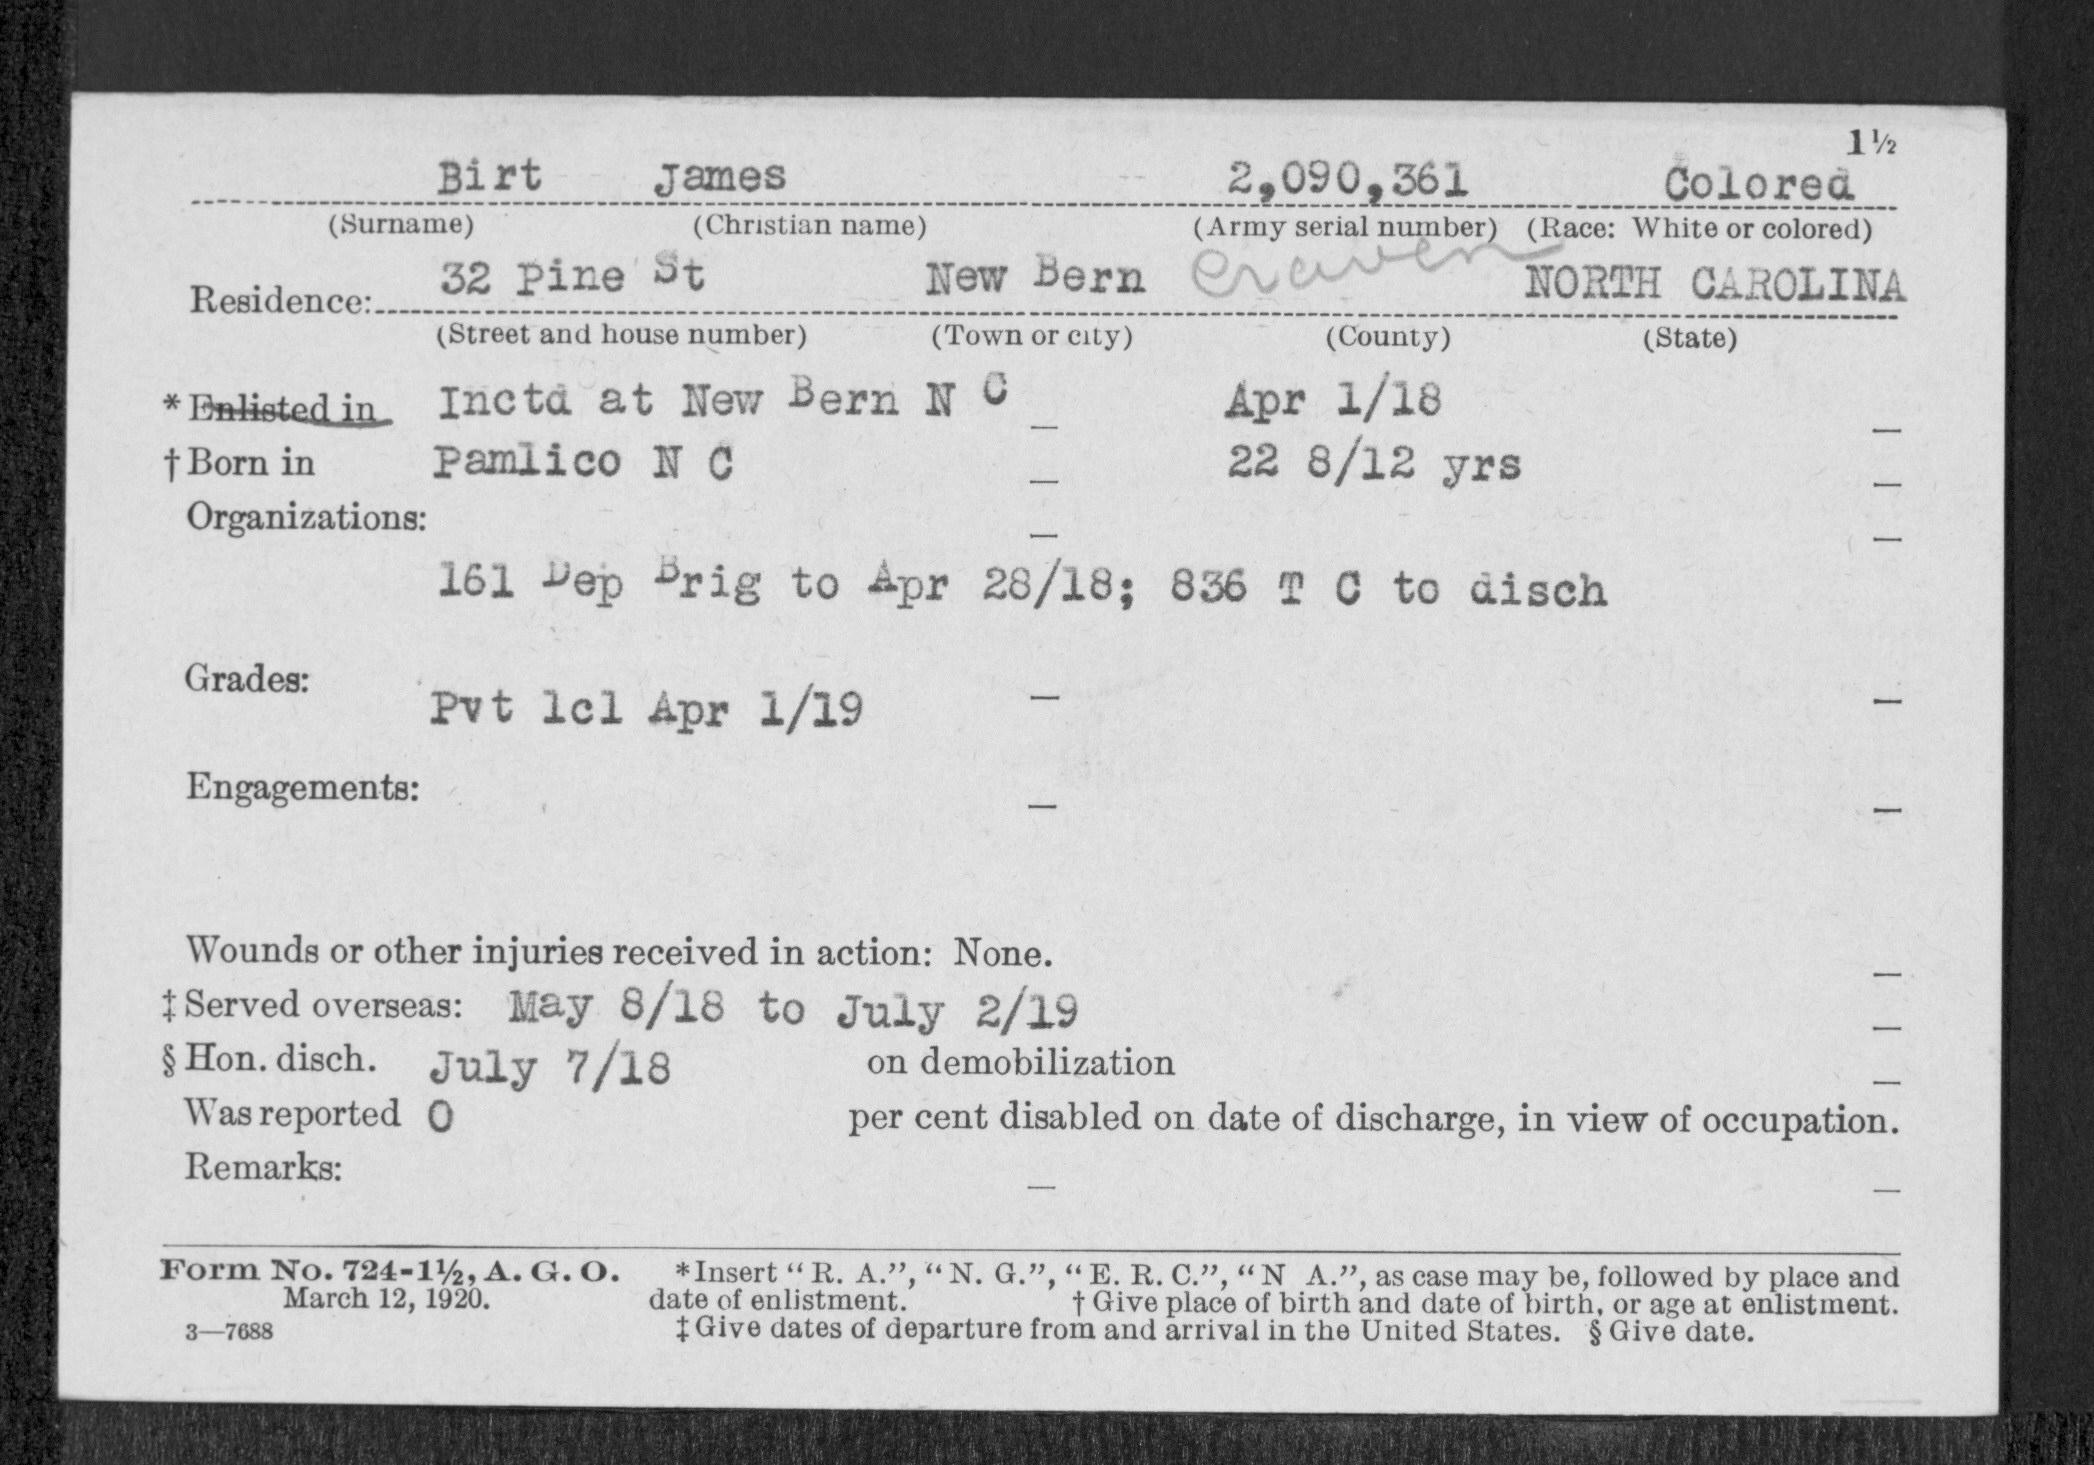 1½
Birt James 2,090,361 Colored
(Surname) (Christian name) (Army serial number) (Race: White or colored)
Residence: 32 Pine St New Bern Craven NORTH CAROLINA
(Street and house number) (Town or city) (County) (State)
* Enlisted in Inctd at New Bern N C _ Apr 1/18 _
† Born in Pamlico N C _ 22 8/12 yrs _
Organizations: _ _
161 Dep Brig to Apr 28/18; 836 T C to disch
Grades: _ _
Pvt 1cl Apr 1/19
Engagements: _ _
Wounds or other injuries received in action: None. _
‡ Served overseas: May 8/18 to July 2/19 _
§ Hon. disch. July 7/18 on demobilization _
Was reported 0 per cent disabled on date of discharge, in view of occupation.
Remarks: _ _
Form No. 724-1½, A. G. O. *Insert "R. A.", "N. G.", "E. R. C.", "N A.", as case may be, followed by place and
March 12, 1920. date of enlistment. † Give place of birth and date of birth, or age at enlistment.
3—7688 ‡ Give dates of departure from and arrival in the United States. § Give date.